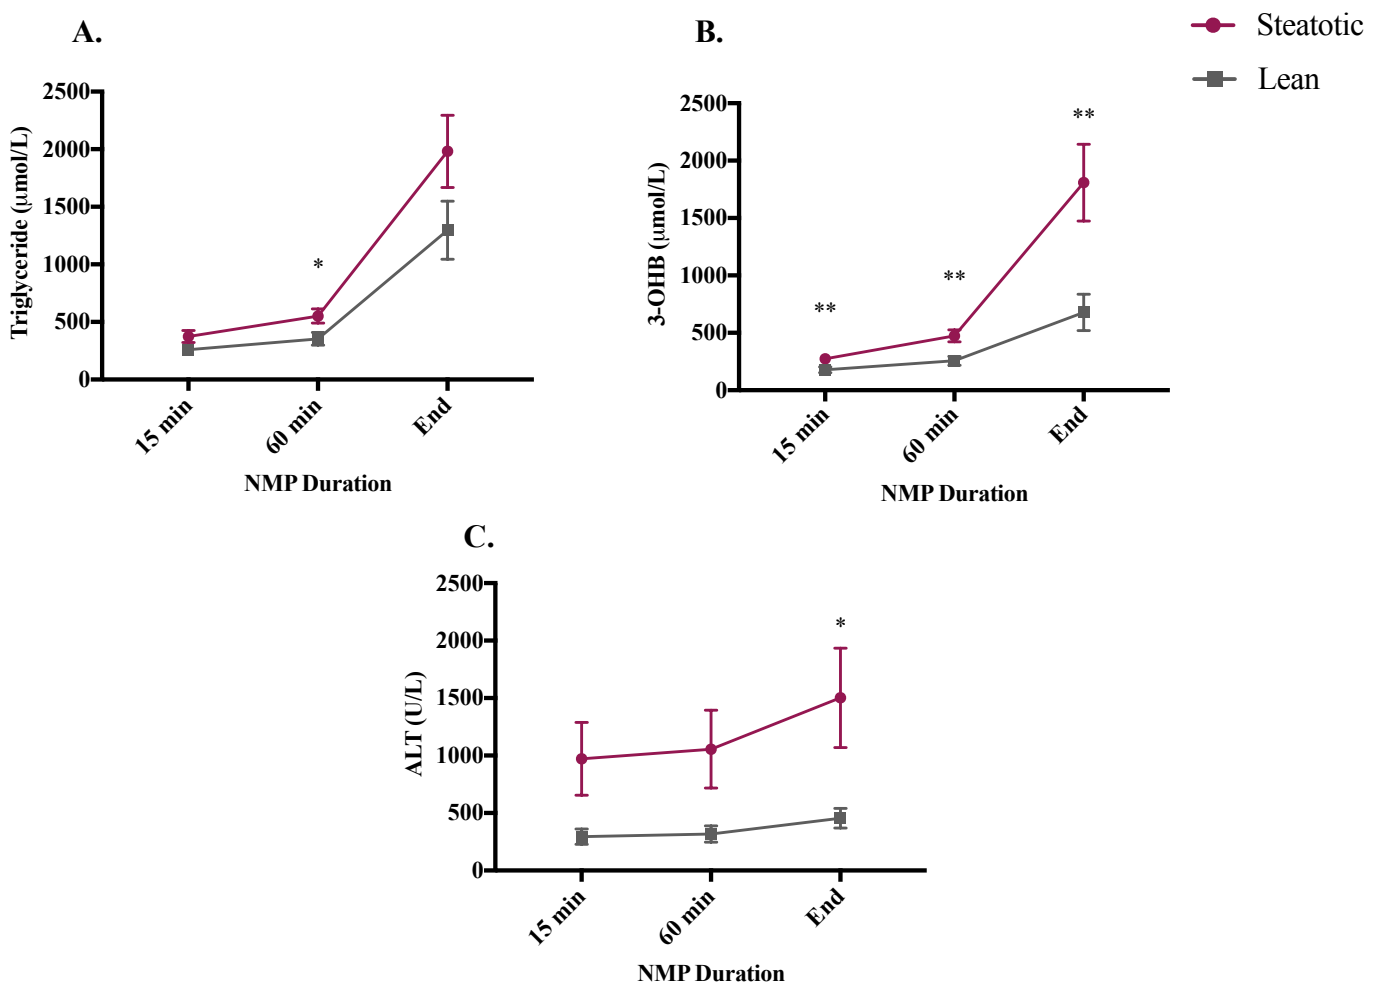 A.
Triglyceride (μmol/L)
2500
2000
1500
1000
500
0
*
15 min
60 min
End
NMP Duration
B.
3-OHB (μmol/L)
2500
2000
1500
1000
500
0
**
**
**
15 min
60 min
End
NMP Duration
Steatotic
Lean
C.
ALT (U/L)
2500
2000
1500
1000
500
0
*
15 min
60 min
End
NMP Duration